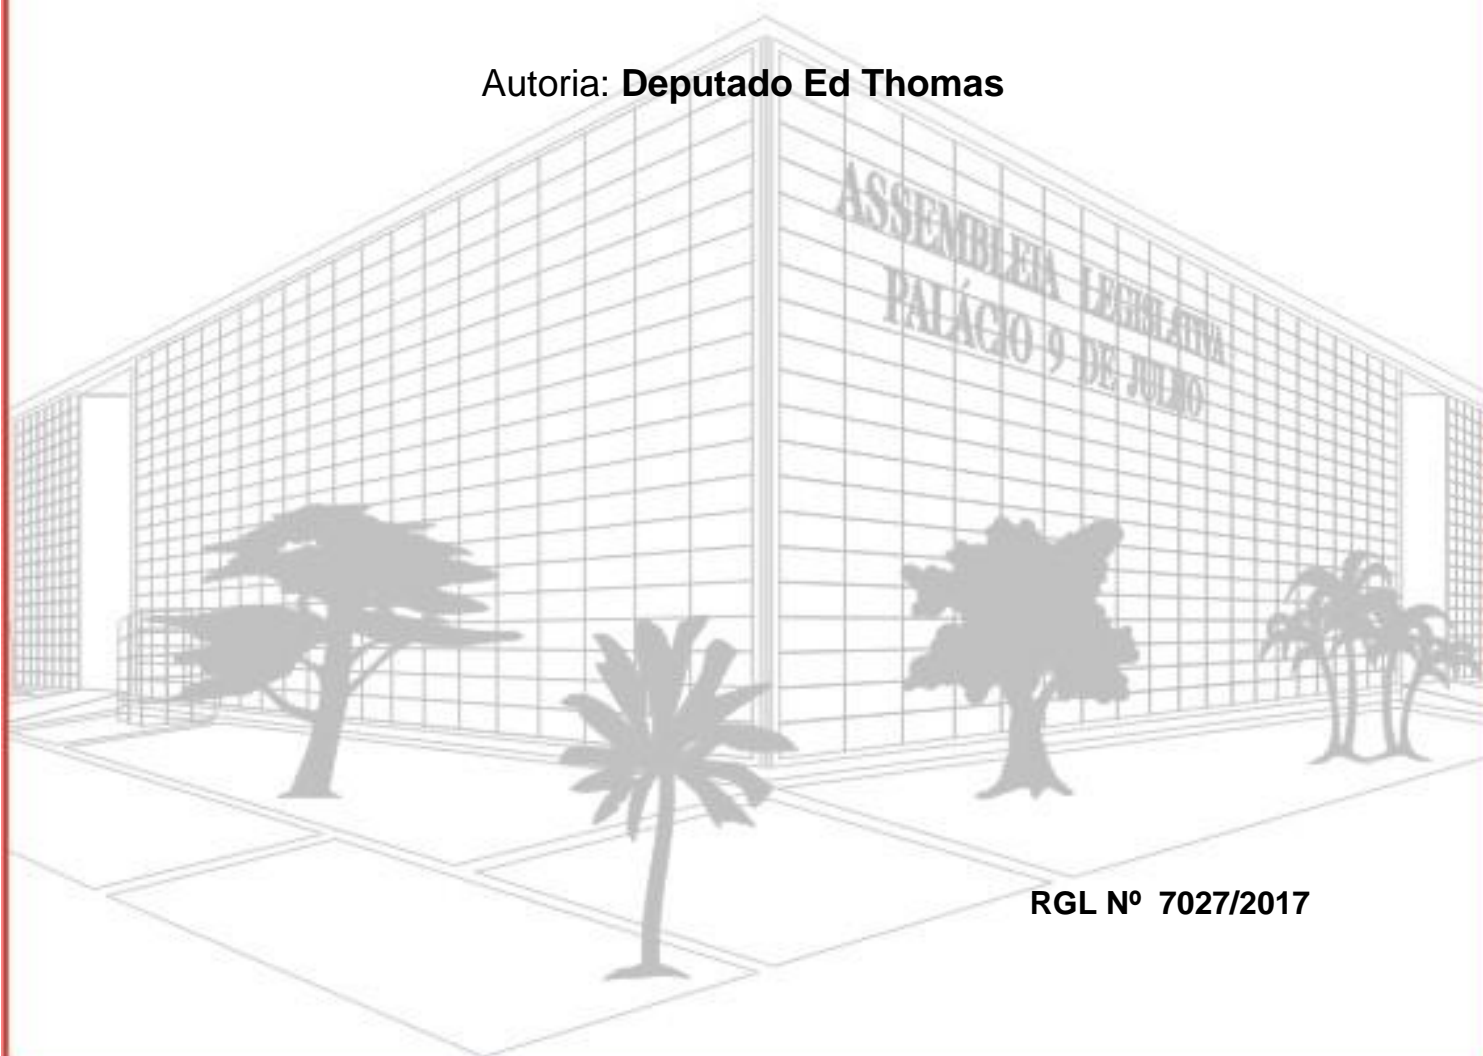 Autoria: Deputado Ed Thomas
ASSEMBLEIA LEGISLATIVA
PALÁCIO 9 DE JULHO
RGL Nº 7027/2017